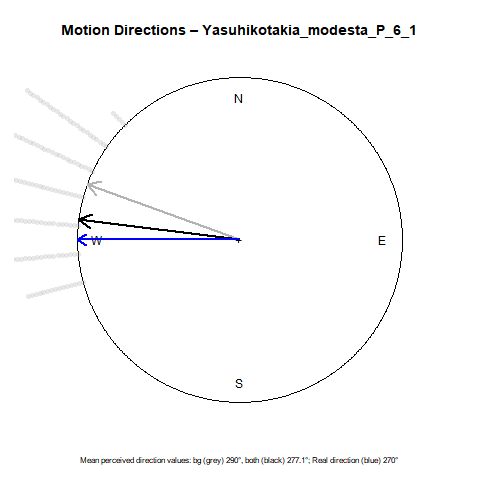 Motion Directions – Yasuhikotakia_modesta_P_6_1
N
W
E
S
Mean perceived direction values: bg (grey) 290°, both (black) 277.1°; Real direction (blue) 270°